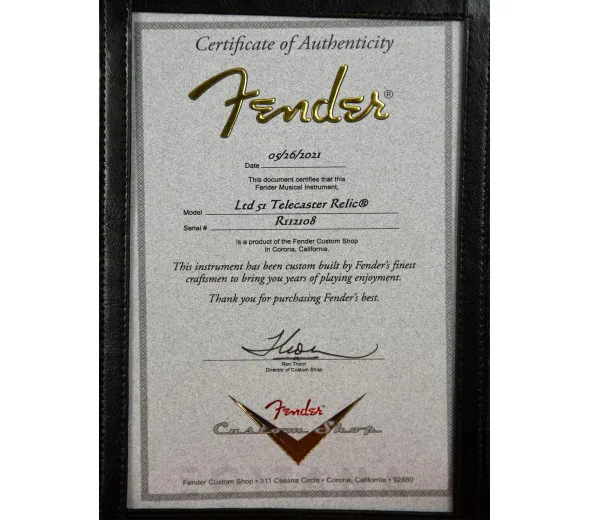 Certificate of Authenticity
Fender®
05/26/2021
Date
This document certifies that this
Fender Musical Instrument,
Model Ltd 51 Telecaster Relic®
Serial # R112108
is a product of the Fender Custom Shop
in Corona, California.
This instrument has been custom built by Fender's finest
craftsmen to bring you years of playing enjoyment.
Thank you for purchasing Fender's best.
Ron Thorn
Director of Custom Shop
Fender
Custom Shop
Fender Custom Shop • 311 Cessna Circle • Corona, California • 92880